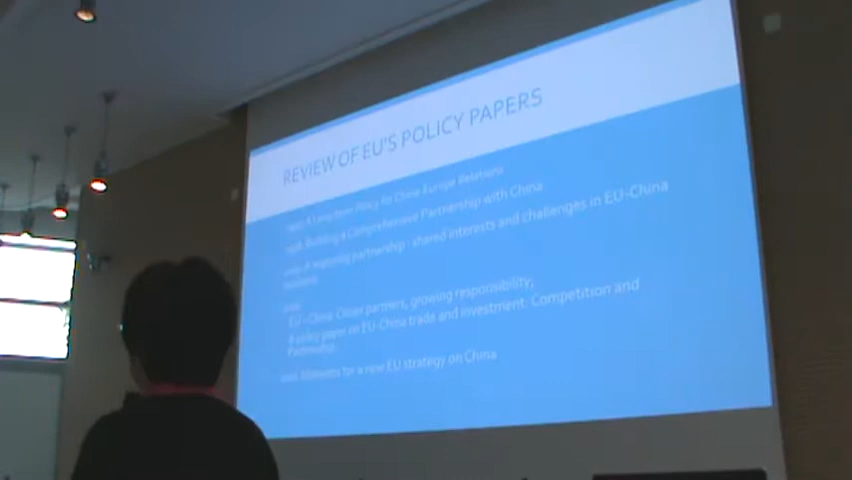 REVIEW OF EU'S POLICY PAPERS
A Long-term Policy for China Europe Relations
Building A Comprehensive Partnership with China
A maturing partnership - shared interests and challenges in EU-China
relations
EU – China: Closer partners, growing responsibility;
A policy paper on EU-China trade and investment: Competition and
Partnership
Elements for a new EU strategy on China